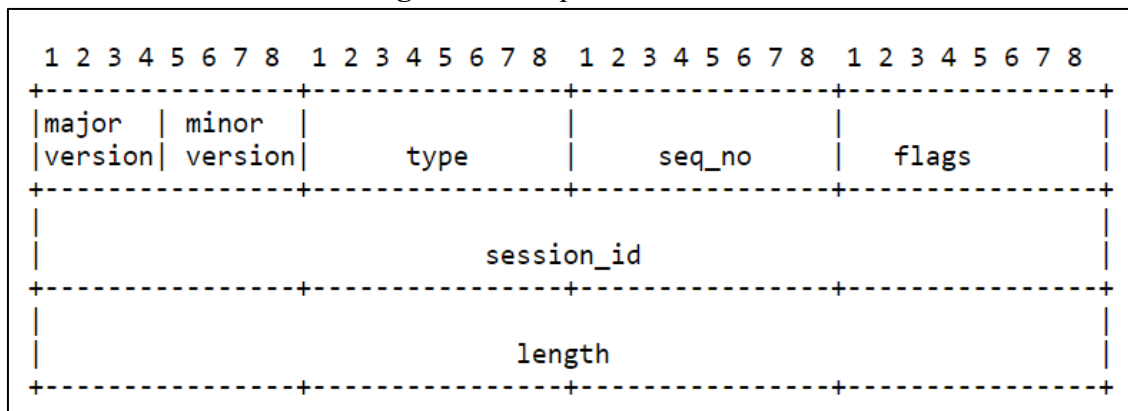 1 2 3 4 5 6 7 8 1 2 3 4 5 6 7 8 1 2 3 4 5 6 7 8 1 2 3 4 5 6 7 8
major minor
version version type seq_no flags
session_id
length